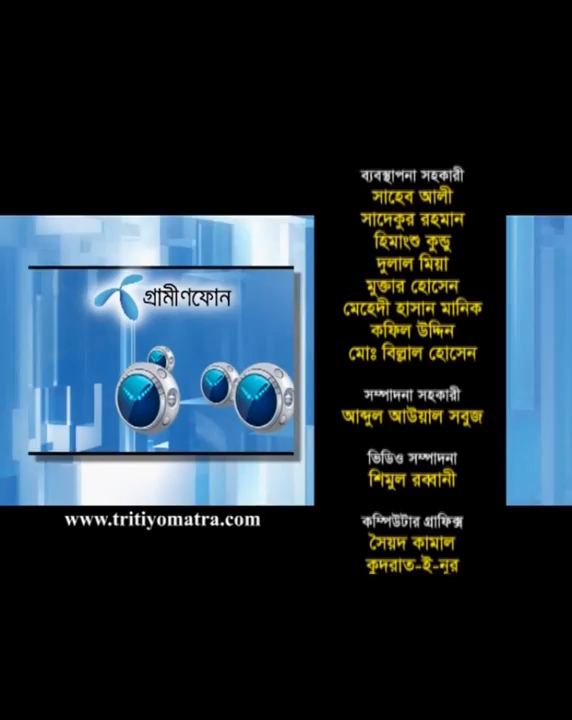 গ্রামীণফোন
www.tritiyomatra.com
ব্যবস্থাপনা সহকারী
সাহেব আলী
সাদেকুর রহমান
হিমাংশু কুন্ডু
দুলাল মিয়া
মুক্তার হোসেন
মেহেদী হাসান মানিক
কফিল উদ্দিন
মোঃ বিল্লাল হোসেন
সম্পাদনা সহকারী
আব্দুল আউয়াল সবুজ
ভিডিও সম্পাদনা
শিমুল রব্বানী
কম্পিউটার গ্রাফিক্স
সৈয়দ কামাল
কুদরাত-ই-নূর